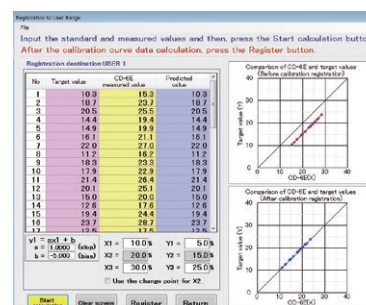 Registration to User Range
File
Input the standard and measured values and then, press the Start calculation butto
After the calibration curve data calculation, press the Register button.
Registration destination USER 1
No Target value CD-6E measured value Predicted value
1 10.3 15.3 10.3
2 18.7 23.7 18.7
3 20.5 25.5 20.5
4 14.4 19.4 14.4
5 14.9 19.9 14.9
6 16.1 21.1 16.1
7 22.0 27.0 22.0
8 11.2 16.2 11.2
9 18.3 23.3 18.3
10 17.9 22.9 17.9
11 21.4 26.4 21.4
12 20.1 25.1 20.1
13 15.0 20.0 15.0
14 12.6 17.6 12.6
15 19.4 24.4 19.4
16 23.7 28.7 23.7
17 12.5 17.5 12.5
y1 = ax1 + b
a = 1.0000 (slop)
b = -5.000 (bias)
X1 = 10.0 % Y1 = 5.0 %
X2 = 20.0 % Y2 = 15.0 %
X3 = 30.0 % Y3 = 25.0 %
Use the change point for X2.
Start
Clear screen
Register
Return
Comparison of CD-6E and target values
(Before calibration registration)
Target value (Y)
40
30
20
10
0
0 10 20 30 40
CD-6E(X)
Comparison of CD-6E and target values
(After calibration registration)
Target value (Y)
40
30
20
10
0
0 10 20 30 40
CD-6E(X)